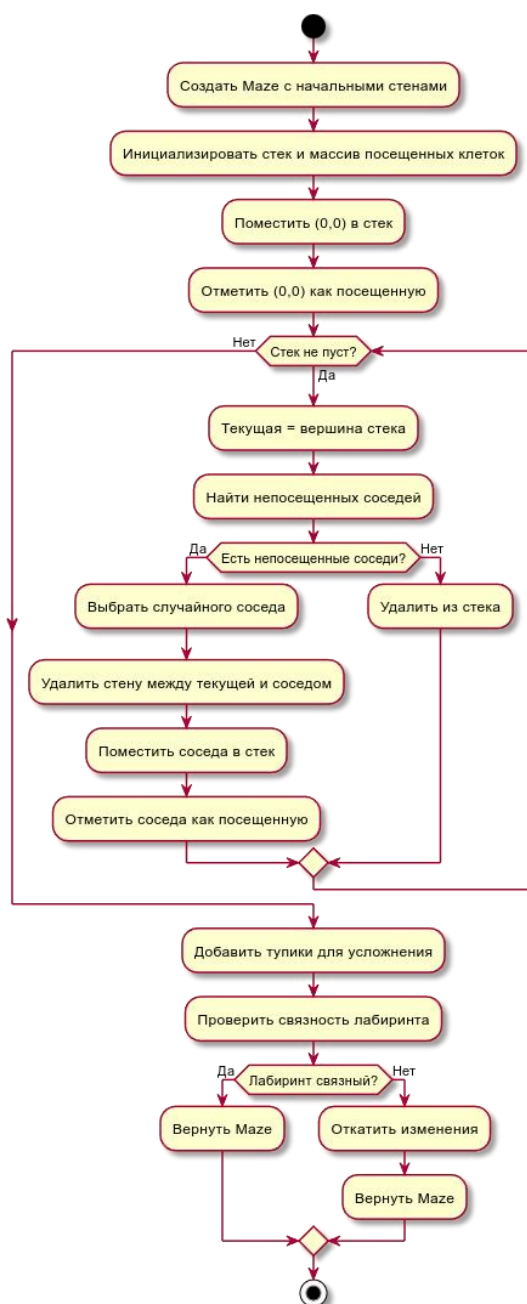 Создать Maze с начальными стенами
Инициализировать стек и массив посещенных клеток
Поместить (0,0) в стек
Отметить (0,0) как посещенную
Нет
Стек не пуст?
Да
Текущая = вершина стека
Найти непосещенных соседей
Да
Есть непосещенные соседи?
Нет
Выбрать случайного соседа
Удалить из стека
Удалить стену между текущей и соседом
Поместить соседа в стек
Отметить соседа как посещенную
Добавить тупики для усложнения
Проверить связность лабиринта
Да
Лабиринт связный?
Нет
Вернуть Maze
Откатить изменения
Вернуть Maze